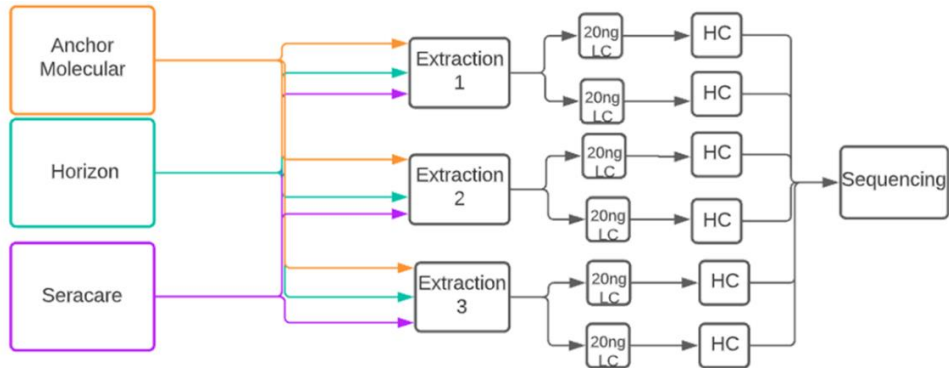 Anchor
Molecular
Horizon
Seracare
Extraction
1
Extraction
2
Extraction
3
20ng
LC
HC
20ng
LC
HC
20ng
LC
HC
20ng
LC
HC
20ng
LC
HC
20ng
LC
HC
Sequencing